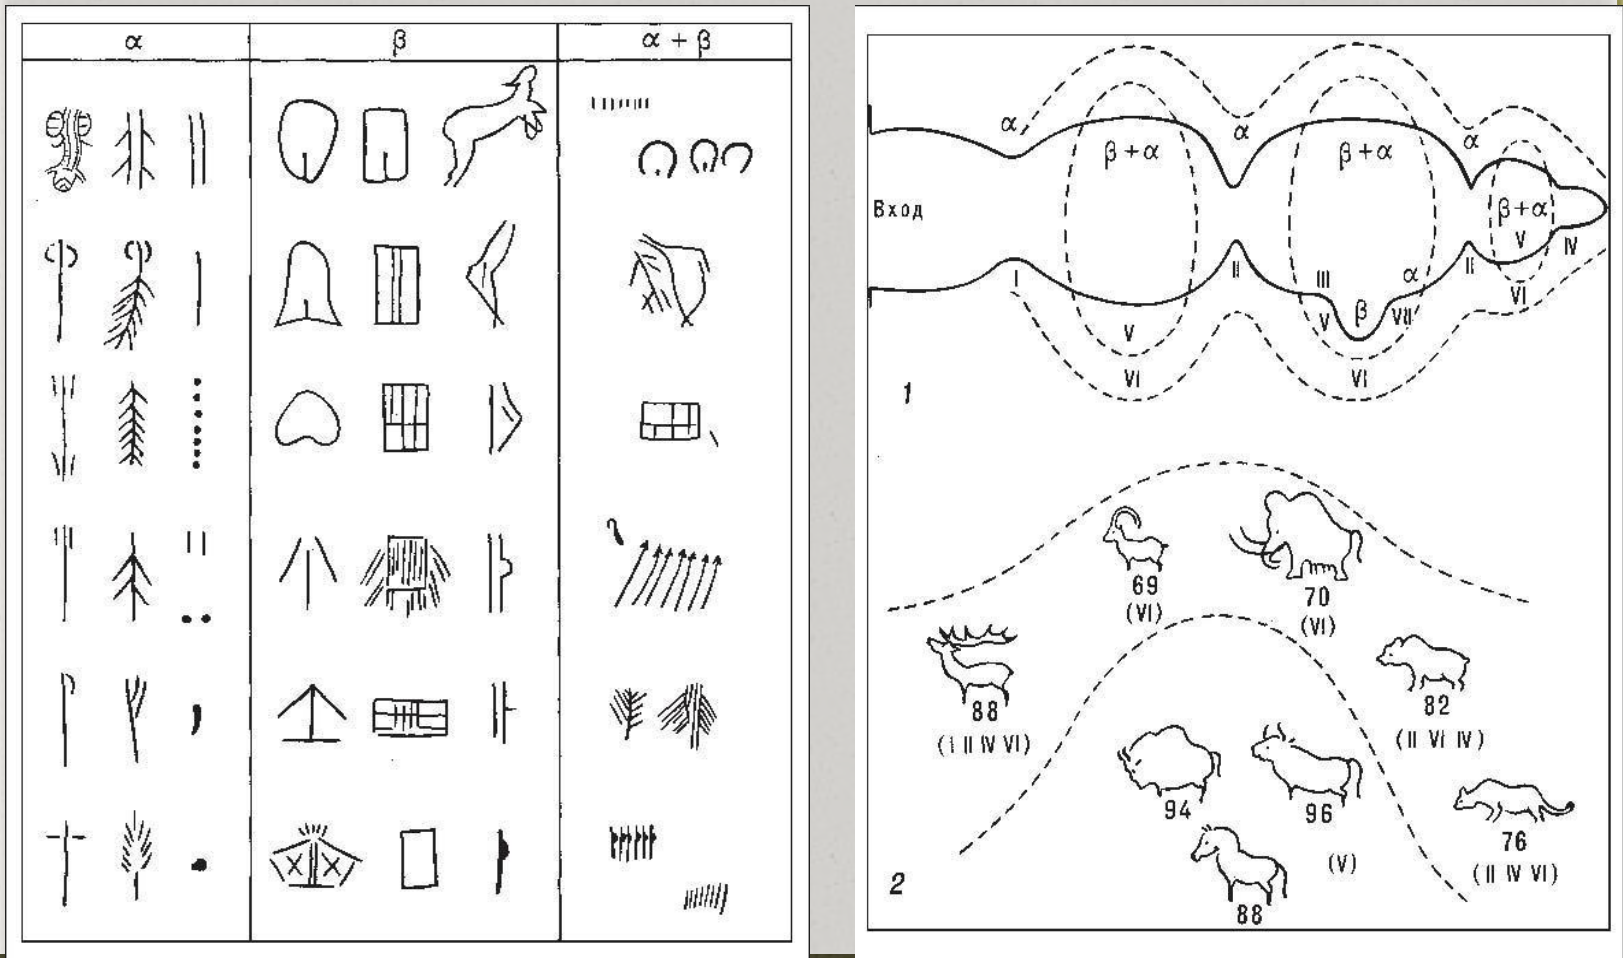 α β α + β
α α α
β + α β + α
Вход β + α
V IV
I II III α II
VI
V β VII
V
VI VI
1
69 70
(VI) (VI)
88 82
(I II IV VI) (II VI IV)
94 96
76
(V) (II IV VI)
2 88